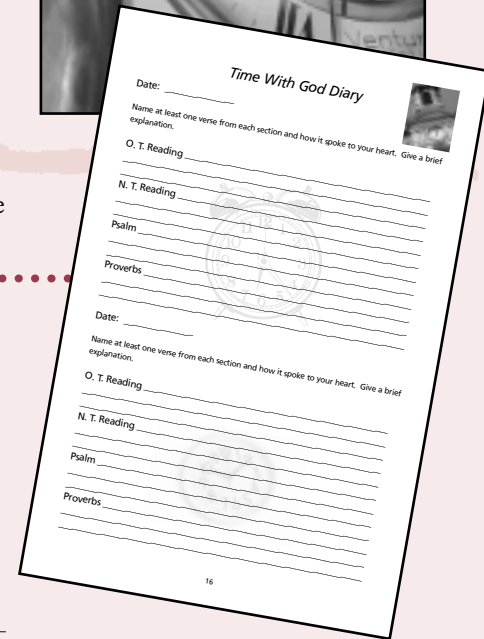 Ventur
Time With God Diary
Date:
Name at least one verse from each section and how it spoke to your heart. Give a brief
explanation.
O. T. Reading
N. T. Reading
Psalm
Proverbs
Date:
Name at least one verse from each section and how it spoke to your heart. Give a brief
explanation.
O. T. Reading
N. T. Reading
Psalm
Proverbs
16
e